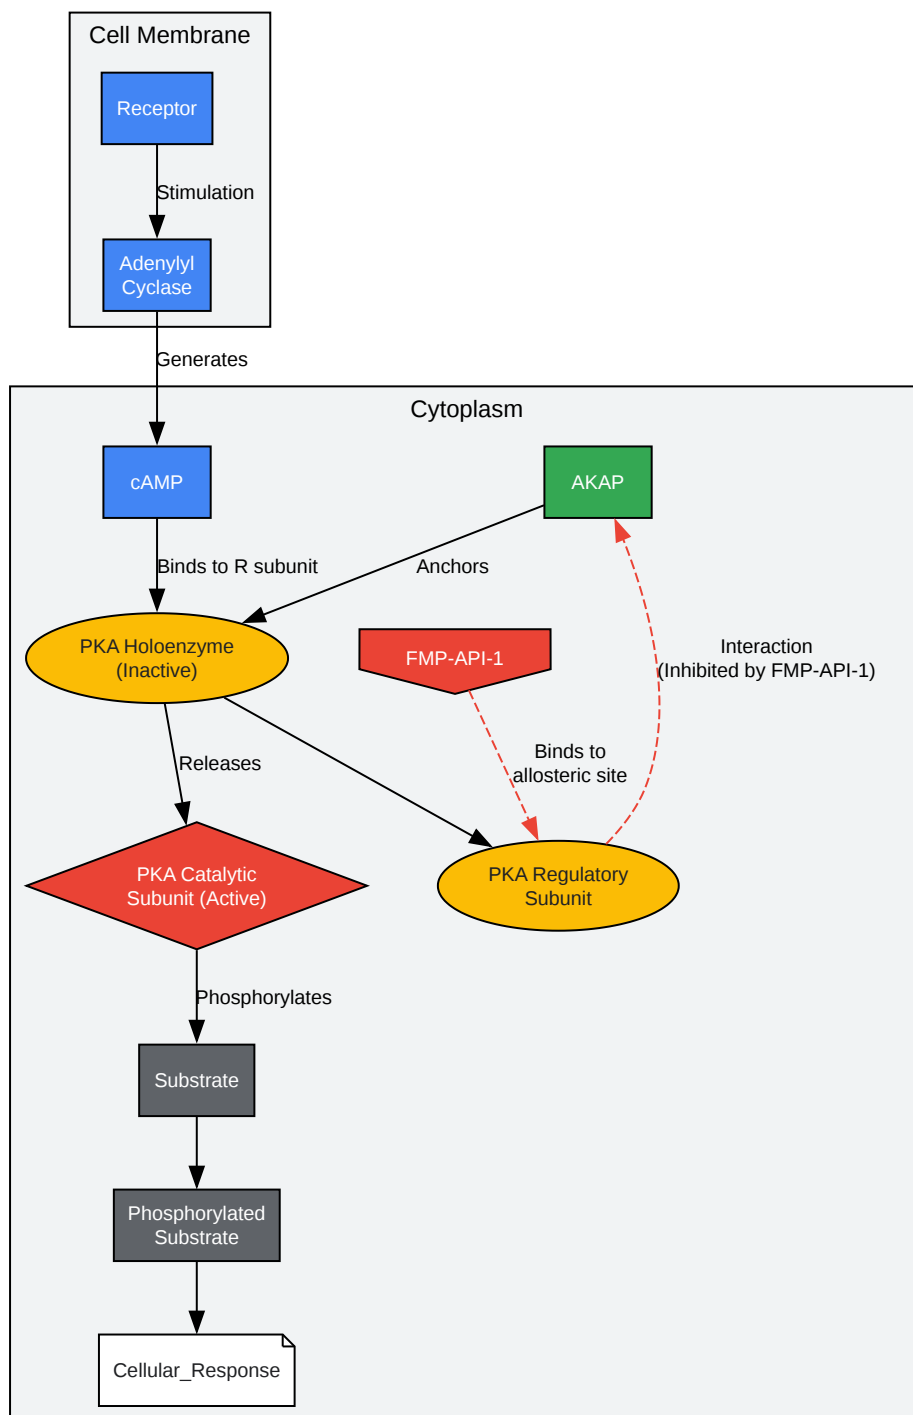 Cell Membrane
Receptor
Stimulation
Adenylyl
Cyclase
Generates
Cytoplasm
cAMP
AKAP
Binds to R subunit
Anchors
PKA Holoenzyme
(Inactive)
FMP-API-1
Interaction
(Inhibited by FMP-API-1)
Releases
Binds to
allosteric site
PKA Catalytic
Subunit (Active)
PKA Regulatory
Subunit
Phosphorylates
Substrate
Phosphorylated
Substrate
Cellular_Response